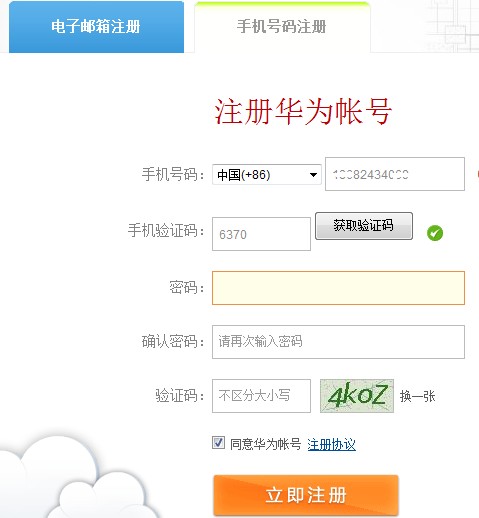 电子邮箱注册 手机号码注册
注册华为帐号
手机号码： 中国(+86)
手机验证码： 6370 获取验证码
密码：
确认密码： 请再次输入密码
验证码： 不区分大小写 4koZ 换一张
同意华为帐号 注册协议
立即注册